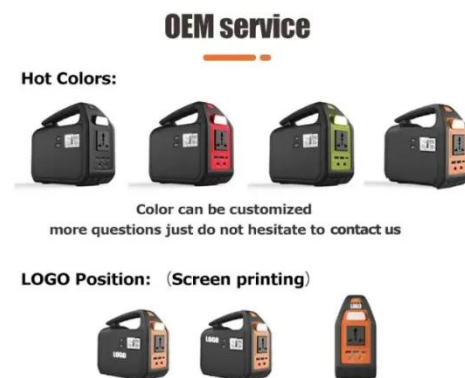 OEM service
Hot Colors:
Color can be customized
more questions just do not hesitate to contact us
LOGO Position: （Screen printing）
LOGO
LOGO
LOGO